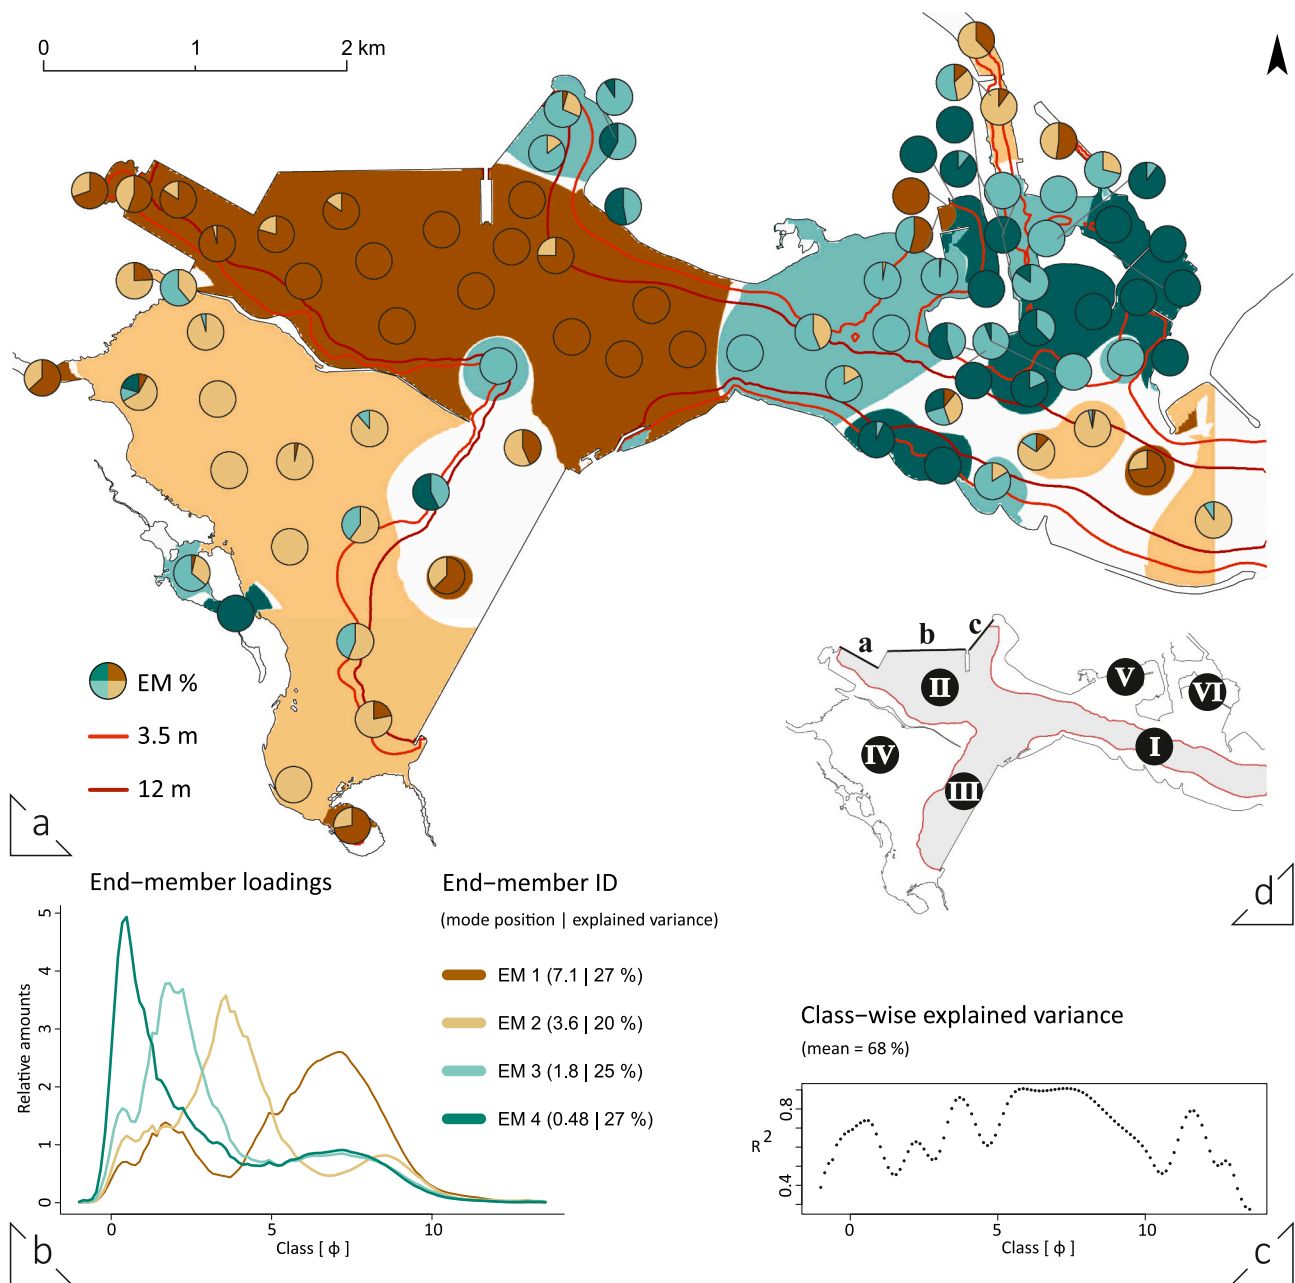 0 1 2 km
EM %
3.5 m
12 m
a
a b c
II
V
VI
I
IV
III
d
End−member loadings
Relative amounts
5
4
3
2
1
0
0 5 10
Class [ ϕ ]
b
End−member ID
(mode position | explained variance)
EM 1 (7.1 | 27 %)
EM 2 (3.6 | 20 %)
EM 3 (1.8 | 25 %)
EM 4 (0.48 | 27 %)
Class−wise explained variance
(mean = 68 %)
R²
0.8
0.4
0 5 10
Class [ ϕ ]
c